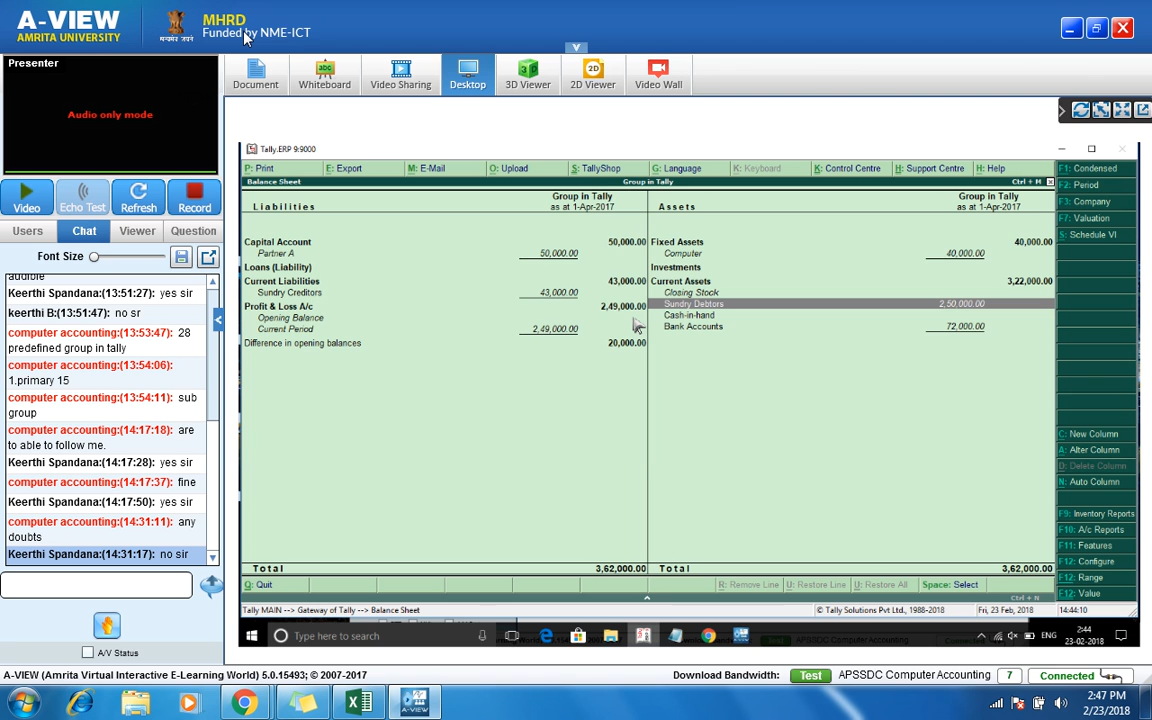 A-VIEW
AMRITA UNIVERSITY
MHRD
Funded by NME-ICT
Presenter
Audio only mode
Document
Whiteboard
Video Sharing
Desktop
3D Viewer
2D Viewer
Video Wall
Video
Echo Test
Refresh
Record
Users
Chat
Viewer
Question
Font Size
audible
Keerthi Spandana:(13:51:27): yes sir
keerthi B:(13:51:47): no sr
computer accounting:(13:53:47): 28
predefined group in tally
computer accounting:(13:54:06):
1.primary 15
computer accounting:(13:54:11): sub
group
computer accounting:(14:17:18): are
to able to follow me.
Keerthi Spandana:(14:17:28): yes sir
computer accounting:(14:17:37): fine
Keerthi Spandana:(14:17:50): yes sir
computer accounting:(14:31:11): any
doubts
Keerthi Spandana:(14:31:17): no sir
A/V Status
Tally.ERP 9:9000
P: Print
E: Export
M: E-Mail
O: Upload
S: TallyShop
G: Language
K: Keyboard
K: Control Centre
H: Support Centre
H: Help
Balance Sheet
Group in Tally
Ctrl + M
Liabilities
Group in Tally
as at 1-Apr-2017
Assets
Group in Tally
as at 1-Apr-2017
Capital Account 50,000.00
Partner A 50,000.00
Loans (Liability)
Current Liabilities 43,000.00
Sundry Creditors 43,000.00
Profit & Loss A/c 2,49,000.00
Opening Balance
Current Period 2,49,000.00
Difference in opening balances 20,000.00
Fixed Assets 40,000.00
Computer 40,000.00
Investments
Current Assets 3,22,000.00
Closing Stock
Sundry Debtors 2,50,000.00
Cash-in-hand
Bank Accounts 72,000.00
Total 3,62,000.00
Total 3,62,000.00
F1: Condensed
F2: Period
F3: Company
F7: Valuation
S: Schedule VI
C: New Column
A: Alter Column
D: Delete Column
N: Auto Column
F9: Inventory Reports
F10: A/c Reports
F11: Features
F12: Configure
F12: Range
F12: Value
Q: Quit
R: Remove Line
U: Restore Line
U: Restore All
Space: Select
Ctrl + N
Tally MAIN --> Gateway of Tally --> Balance Sheet
© Tally Solutions Pvt Ltd., 1988-2018
Fri, 23 Feb, 2018
14:44:10
Type here to search
ENG
2:44
23-02-2018
A-VIEW (Amrita Virtual Interactive E-Learning World) 5.0.15493; © 2007-2017
Download Bandwidth:
Test
APSSDC Computer Accounting
7
Connected
2:47 PM
2/23/2018